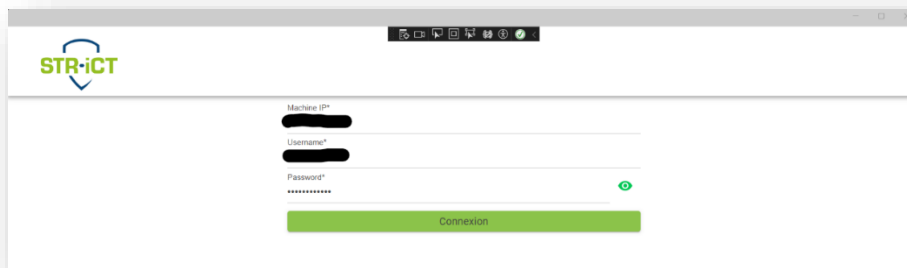 STR-iCT
Machine IP*
Username*
Password*
••••••••••••
Connexion